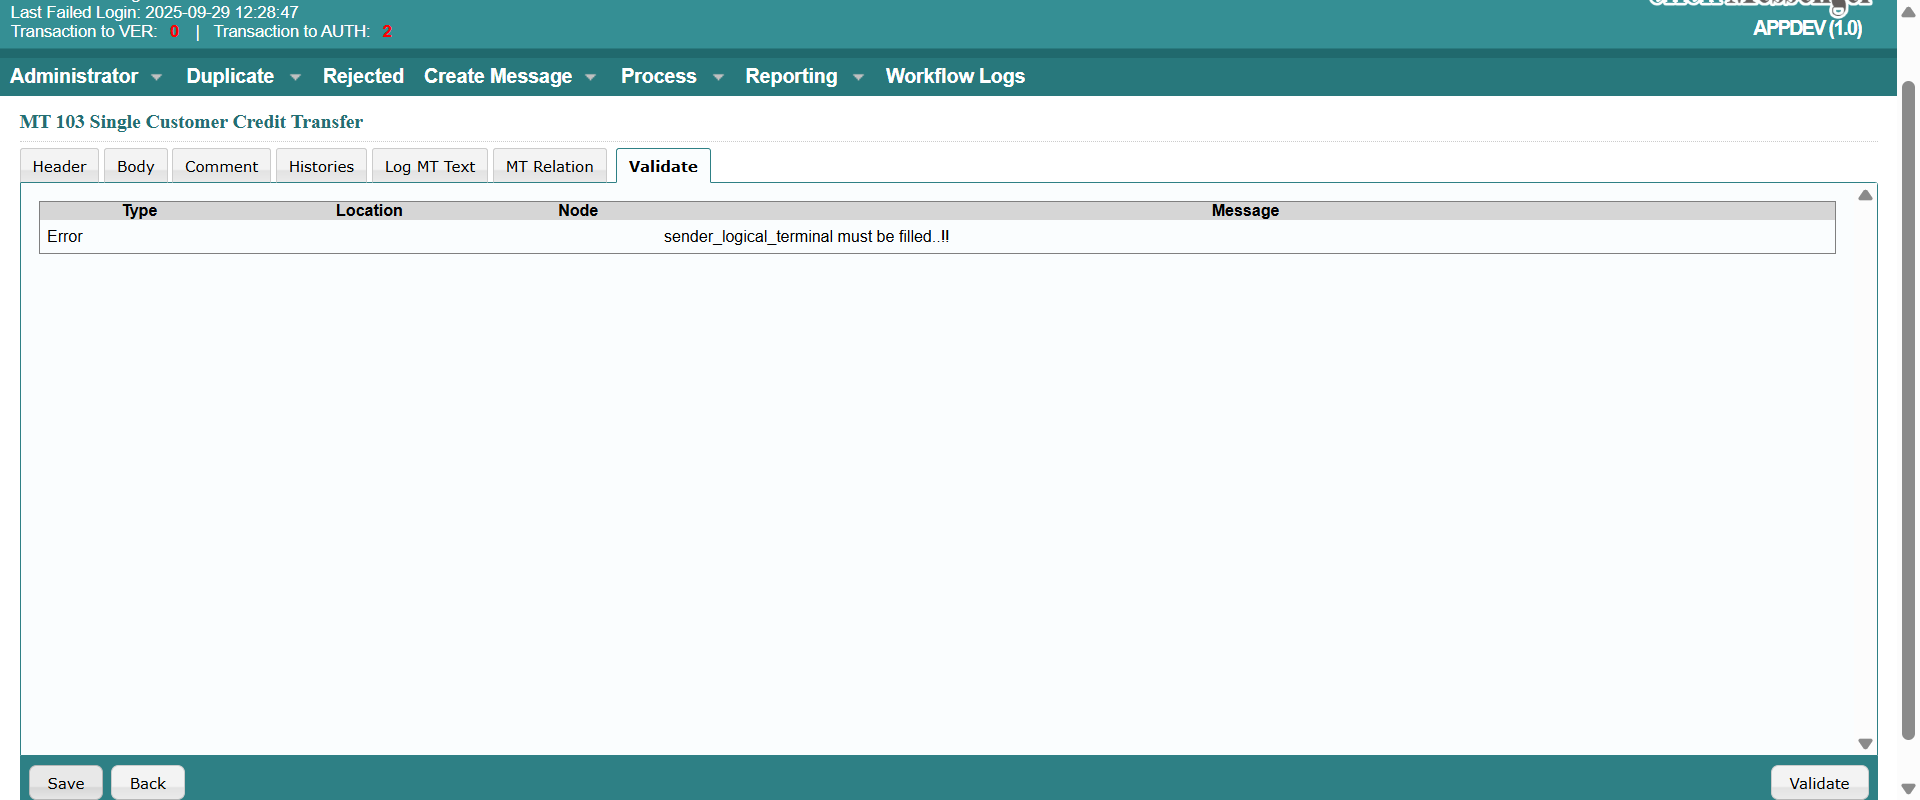 Last Failed Login: 2025-09-29 12:28:47
Transaction to VER: 0 | Transaction to AUTH: 2
APPDEV (1.0)
Administrator Duplicate Rejected Create Message Process Reporting Workflow Logs
MT 103 Single Customer Credit Transfer
Header Body Comment Histories Log MT Text MT Relation Validate
Type Location Node Message
Error sender_logical_terminal must be filled..!!
Save Back Validate